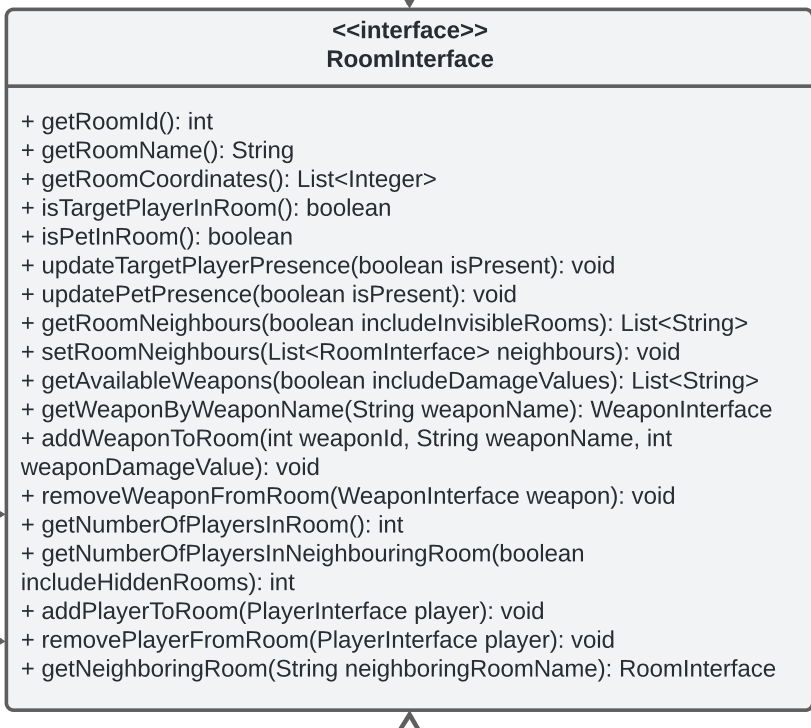 <<interface>>
RoomInterface
+ getRoomId(): int
+ getRoomName(): String
+ getRoomCoordinates(): List<Integer>
+ isTargetPlayerInRoom(): boolean
+ isPetInRoom(): boolean
+ updateTargetPlayerPresence(boolean isPresent): void
+ updatePetPresence(boolean isPresent): void
+ getRoomNeighbours(boolean includeInvisibleRooms): List<String>
+ setRoomNeighbours(List<RoomInterface> neighbours): void
+ getAvailableWeapons(boolean includeDamageValues): List<String>
+ getWeaponByWeaponName(String weaponName): WeaponInterface
+ addWeaponToRoom(int weaponId, String weaponName, int
weaponDamageValue): void
+ removeWeaponFromRoom(WeaponInterface weapon): void
+ getNumberOfPlayersInRoom(): int
+ getNumberOfPlayersInNeighbouringRoom(boolean
includeHiddenRooms): int
+ addPlayerToRoom(PlayerInterface player): void
+ removePlayerFromRoom(PlayerInterface player): void
+ getNeighboringRoom(String neighboringRoomName): RoomInterface